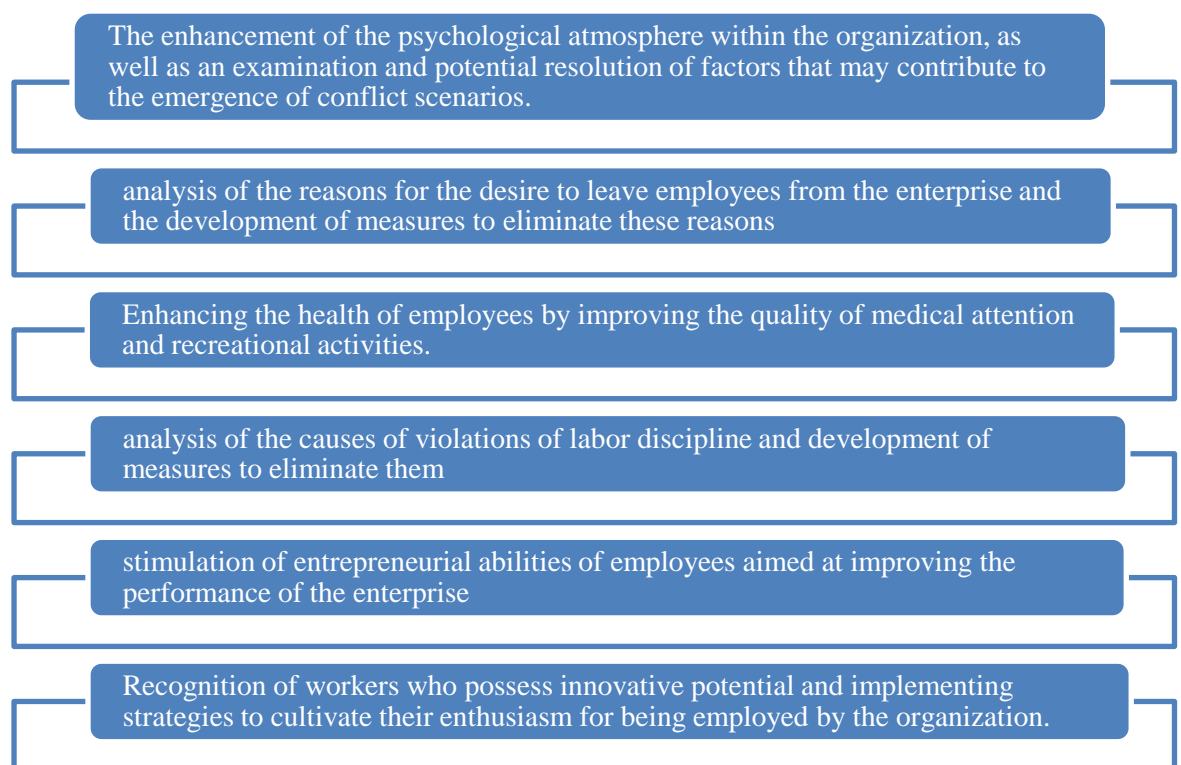 The enhancement of the psychological atmosphere within the organization, as
well as an examination and potential resolution of factors that may contribute to
the emergence of conflict scenarios.
analysis of the reasons for the desire to leave employees from the enterprise and
the development of measures to eliminate these reasons
Enhancing the health of employees by improving the quality of medical attention
and recreational activities.
analysis of the causes of violations of labor discipline and development of
measures to eliminate them
stimulation of entrepreneurial abilities of employees aimed at improving the
performance of the enterprise
Recognition of workers who possess innovative potential and implementing
strategies to cultivate their enthusiasm for being employed by the organization.